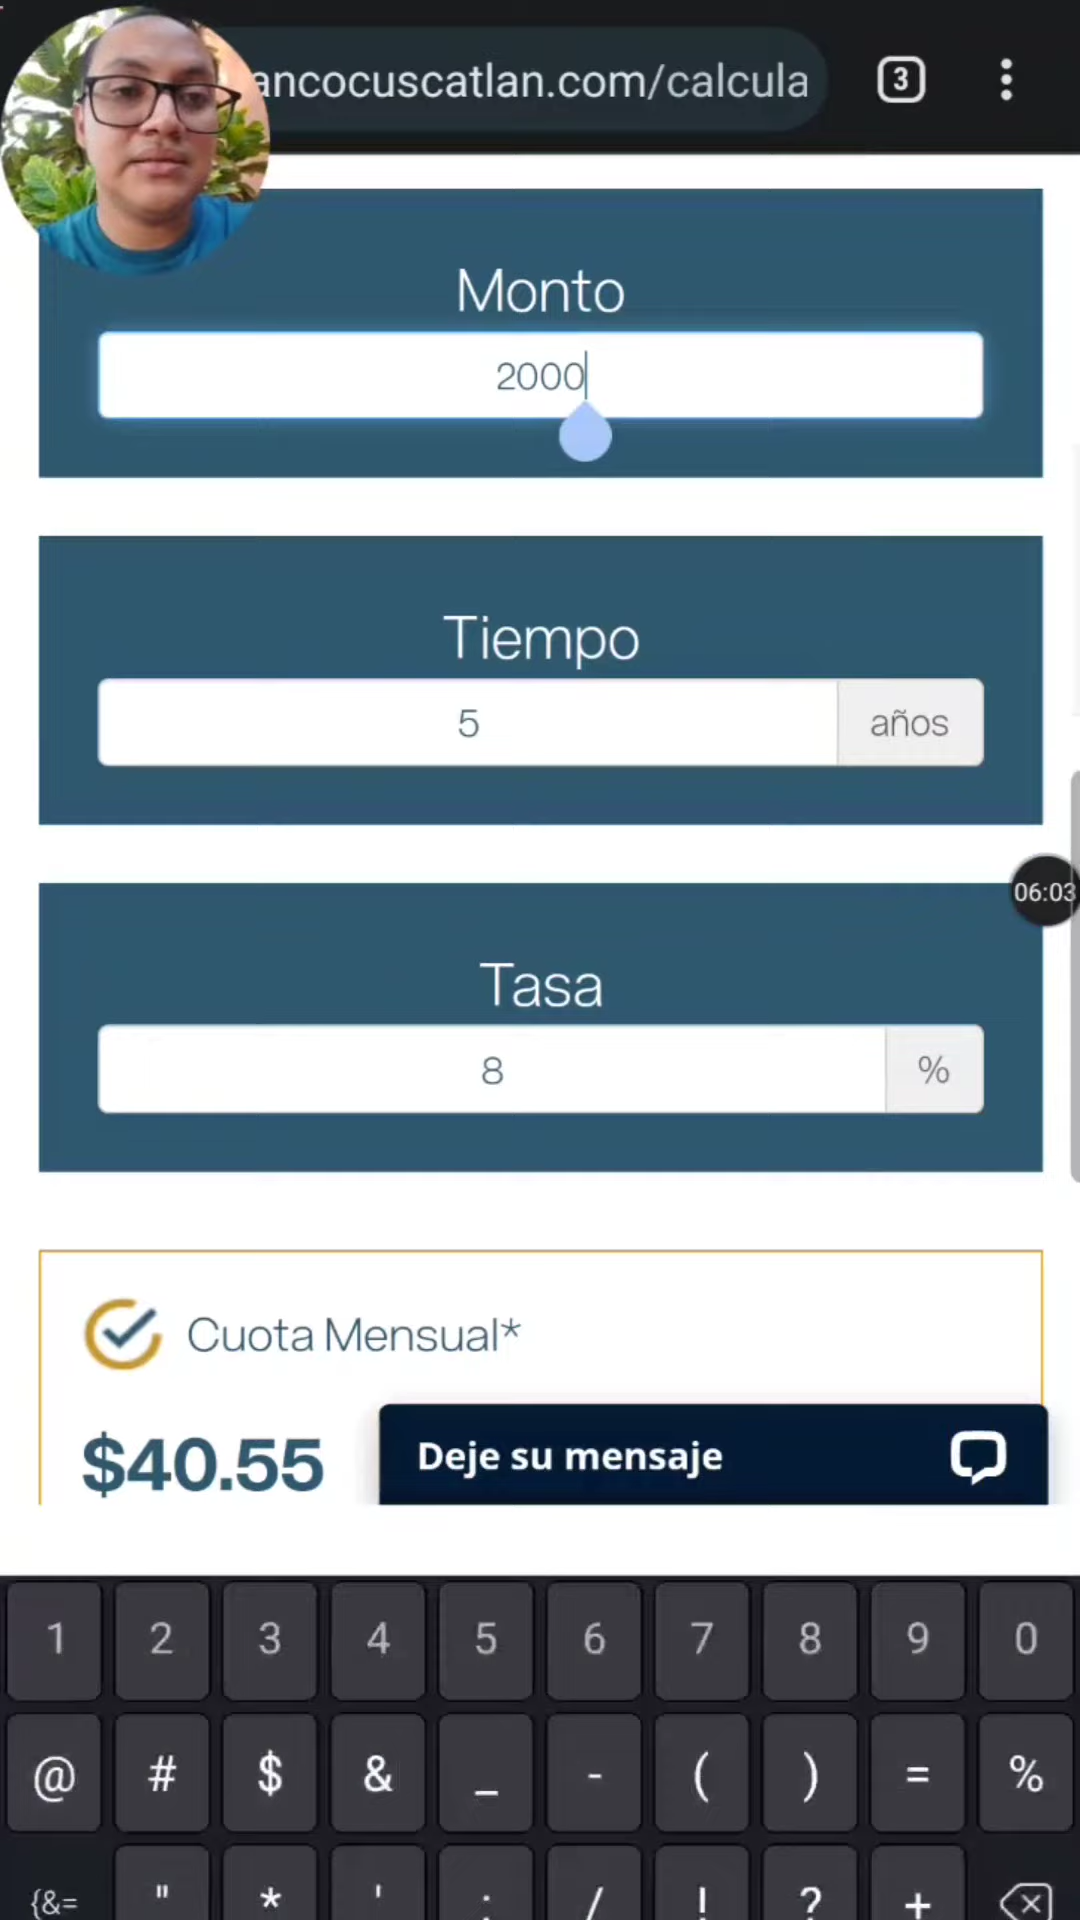 ancocuscatlan.com/calcula
3
Monto
2000
Tiempo
5
años
06:03
Tasa
8
%
Cuota Mensual*
$40.55
Deje su mensaje
1 2 3 4 5 6 7 8 9 0
@ # $ & _ - ( ) = %
{&= " * ' : / ! ? +